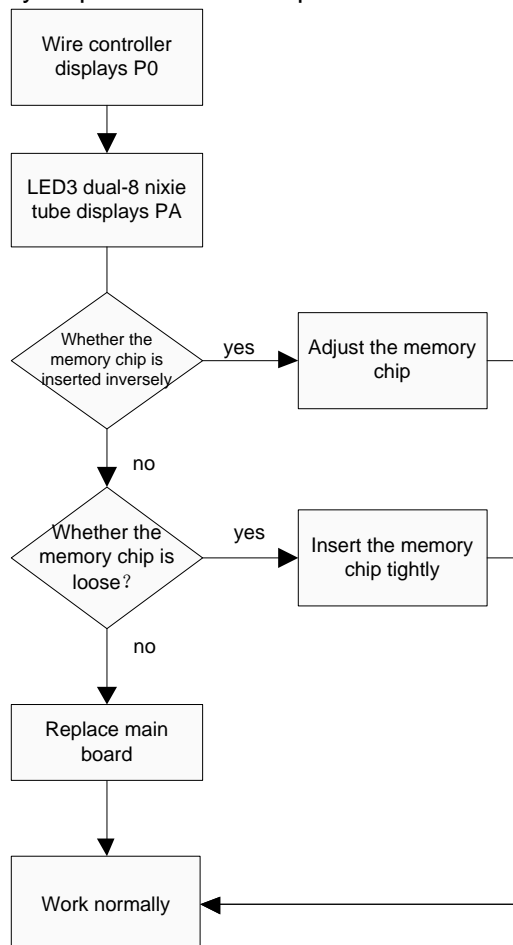 Wire controller
displays P0
LED3 dual-8 nixie
tube displays PA
Whether the
memory chip is
inserted inversely
yes
Adjust the memory
chip
no
Whether the
memory chip is
loose？
yes
Insert the memory
chip tightly
no
Replace main
board
Work normally